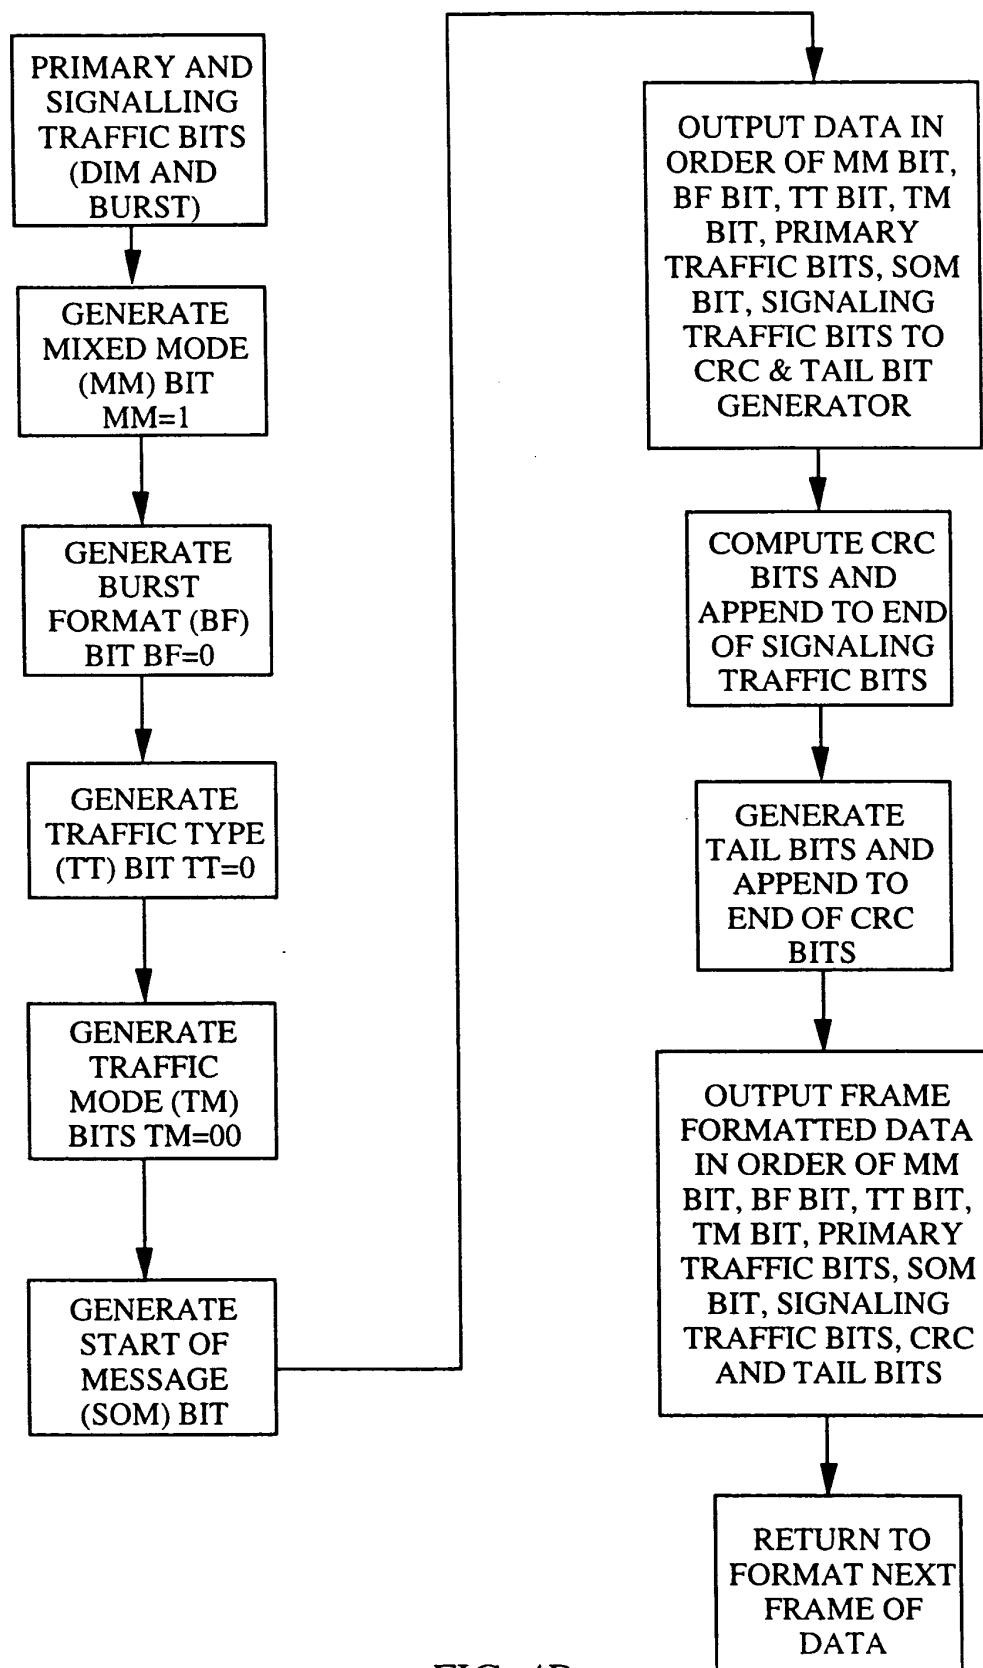 PRIMARY AND
SIGNALLING
TRAFFIC BITS
(DIM AND
BURST)
GENERATE
MIXED MODE
(MM) BIT
MM=1
GENERATE
BURST
FORMAT (BF)
BIT BF=0
GENERATE
TRAFFIC TYPE
(TT) BIT TT=0
GENERATE
TRAFFIC
MODE (TM)
BITS TM=00
GENERATE
START OF
MESSAGE
(SOM) BIT
OUTPUT DATA IN
ORDER OF MM BIT,
BF BIT, TT BIT, TM
BIT, PRIMARY
TRAFFIC BITS, SOM
BIT, SIGNALING
TRAFFIC BITS TO
CRC & TAIL BIT
GENERATOR
COMPUTE CRC
BITS AND
APPEND TO END
OF SIGNALING
TRAFFIC BITS
GENERATE
TAIL BITS AND
APPEND TO
END OF CRC
BITS
OUTPUT FRAME
FORMATTED DATA
IN ORDER OF MM
BIT, BF BIT, TT BIT,
TM BIT, PRIMARY
TRAFFIC BITS, SOM
BIT, SIGNALING
TRAFFIC BITS, CRC
AND TAIL BITS
RETURN TO
FORMAT NEXT
FRAME OF
DATA